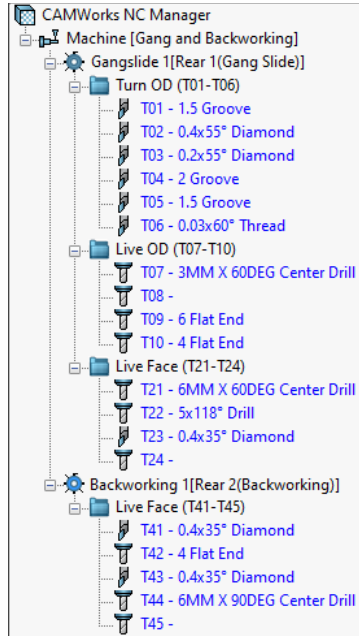 CAMWorks NC Manager
Machine [Gang and Backworking]
Gangslide 1[Rear 1(Gang Slide)]
Turn OD (T01-T06)
T01 - 1.5 Groove
T02 - 0.4x55° Diamond
T03 - 0.2x55° Diamond
T04 - 2 Groove
T05 - 1.5 Groove
T06 - 0.03x60° Thread
Live OD (T07-T10)
T07 - 3MM X 60DEG Center Drill
T08 -
T09 - 6 Flat End
T10 - 4 Flat End
Live Face (T21-T24)
T21 - 6MM X 60DEG Center Drill
T22 - 5x118° Drill
T23 - 0.4x35° Diamond
T24 -
Backworking 1[Rear 2(Backworking)]
Live Face (T41-T45)
T41 - 0.4x35° Diamond
T42 - 4 Flat End
T43 - 0.4x35° Diamond
T44 - 6MM X 90DEG Center Drill
T45 -